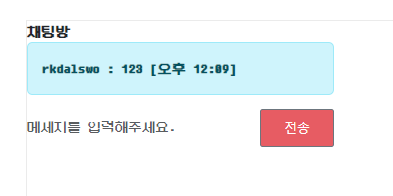 채팅방
rkdalswo : 123 [오후 12:09]
메세지를 입력해주세요.
전송